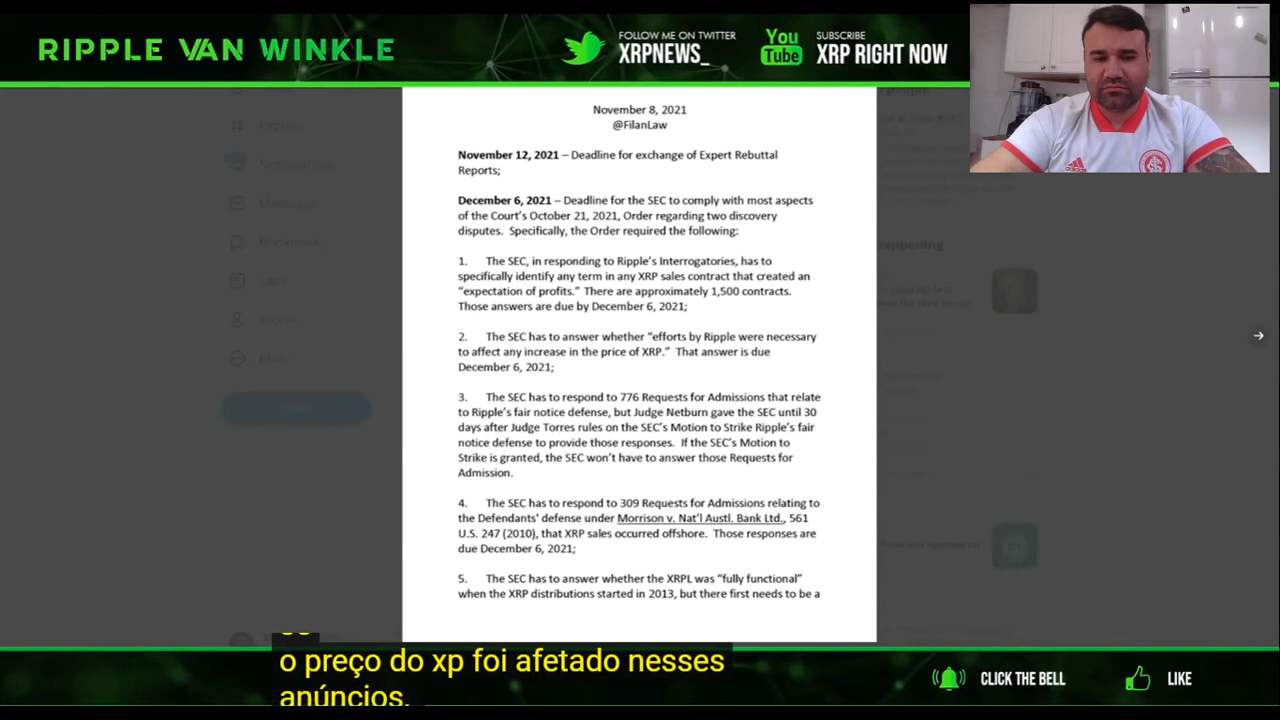 RIPPLE VAN WINKLE
FOLLOW ME ON TWITTER
XRPNEWS_
You
Tube
SUBSCRIBE
XRP RIGHT NOW
November 8, 2021
@FilanLaw
November 12, 2021 – Deadline for exchange of Expert Rebuttal
Reports;
December 6, 2021 – Deadline for the SEC to comply with most aspects
of the Court's October 21, 2021, Order regarding two discovery
disputes. Specifically, the Order required the following:
1. The SEC, in responding to Ripple's Interrogatories, has to
specifically identify any term in any XRP sales contract that created an
"expectation of profits." There are approximately 1,500 contracts.
Those answers are due by December 6, 2021;
2. The SEC has to answer whether "efforts by Ripple were necessary
to affect any increase in the price of XRP." That answer is due
December 6, 2021;
3. The SEC has to respond to 776 Requests for Admissions that relate
to Ripple's fair notice defense, but Judge Netburn gave the SEC until 30
days after Judge Torres rules on the SEC's Motion to Strike Ripple's fair
notice defense to provide those responses. If the SEC's Motion to
Strike is granted, the SEC won't have to answer those Requests for
Admission.
4. The SEC has to respond to 309 Requests for Admissions relating to
the Defendants' defense under Morrison v. Nat'l Austl. Bank Ltd., 561
U.S. 247 (2010), that XRP sales occurred offshore. Those responses are
due December 6, 2021;
5. The SEC has to answer whether the XRPL was "fully functional"
when the XRP distributions started in 2013, but there first needs to be a
Explore
Notifications
Messages
Bookmarks
happening
o preço do xp foi afetado nesses
anúncios.
CLICK THE BELL
LIKE